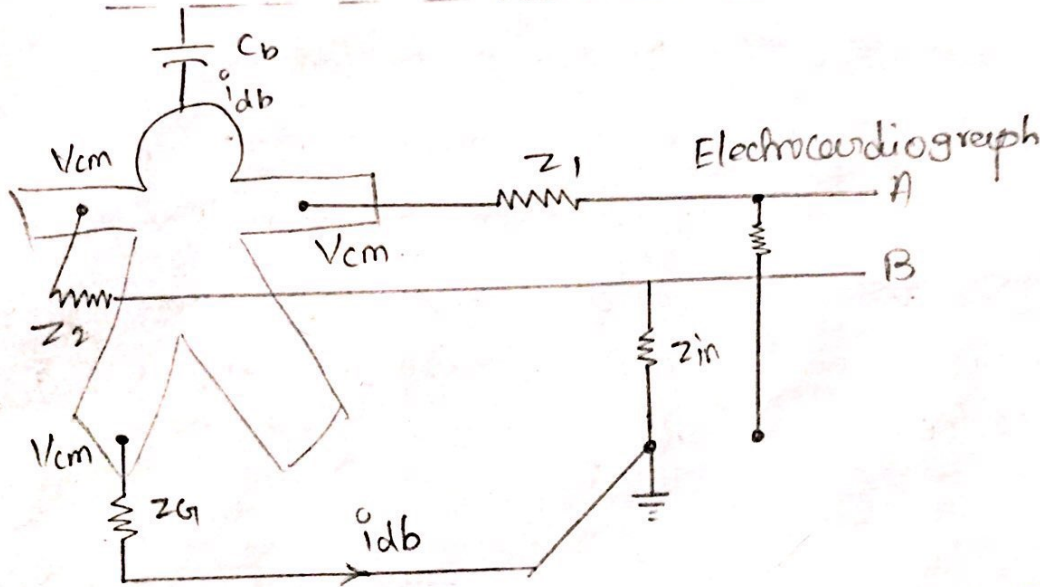 Cb
idb
Vcm
Z1
Electrocardiograph
A
Vcm
B
Z2
Zin
Vcm
ZG
idb